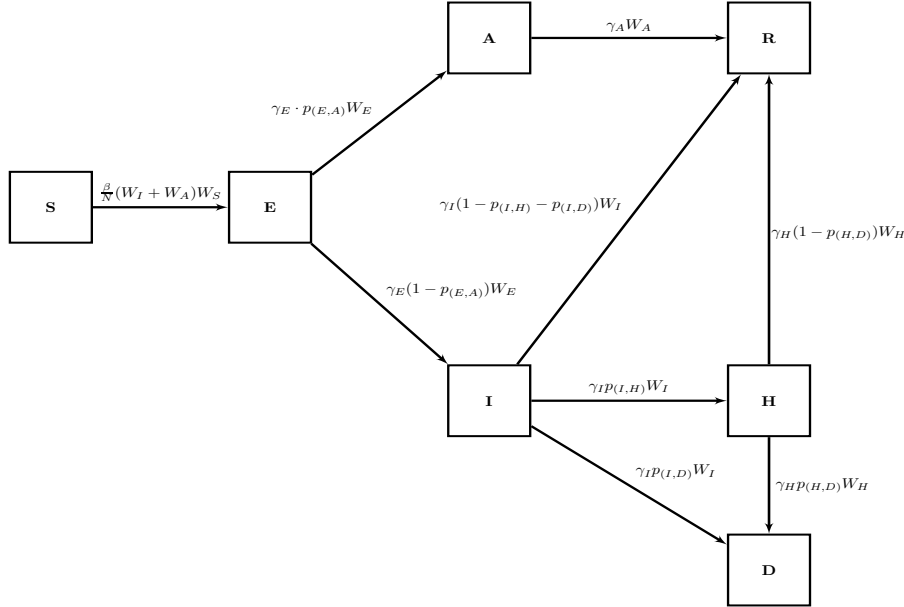 A
γ_A W_A
R
γ_E · p_(E,A) W_E
S
β/N (W_I + W_A)W_S
E
γ_I(1 − p_(I,H) − p_(I,D))W_I
γ_H(1 − p_(H,D))W_H
γ_E(1 − p_(E,A))W_E
I
γ_I p_(I,H) W_I
H
γ_I p_(I,D) W_I
γ_H p_(H,D) W_H
D